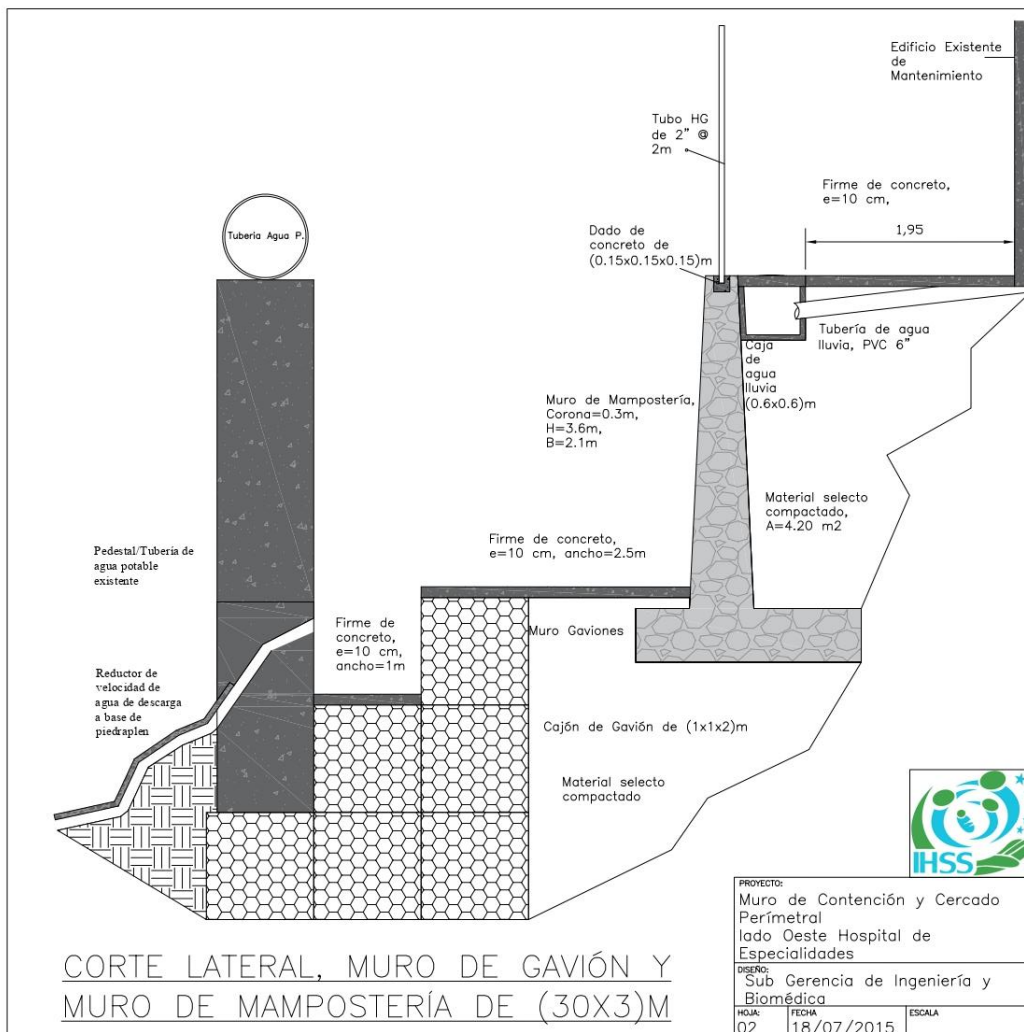 Edificio Existente
de
Mantenimiento
Tubo HG
de 2" @
2m
Firme de concreto,
e=10 cm,
1,95
Tuberia Agua P.
Dado de
concreto de
(0.15x0.15x0.15)m
Tubería de agua
lluvia, PVC 6"
Caja
de
agua
lluvia
(0.6x0.6)m
Muro de Mampostería,
Corona=0.3m,
H=3.6m,
B=2.1m
Material selecto
compactado,
A=4.20 m2
Firme de concreto,
e=10 cm, ancho=2.5m
Pedestal/Tuberia de
agua potable
existente
Firme de
concreto,
e=10 cm,
ancho=1m
Muro Gaviones
Reductor de
velocidad de
agua de descarga
a base de
piedraplen
Cajón de Gavión de (1x1x2)m
Material selecto
compactado
IHSS
PROYECTO:
Muro de Contención y Cercado
Perímetral
lado Oeste Hospital de
Especialidades
DISEÑO:
Sub Gerencia de Ingeniería y
Biomédica
HOJA:
02
FECHA
18/07/2015
ESCALA
CORTE LATERAL, MURO DE GAVIÓN Y
MURO DE MAMPOSTERÍA DE (30X3)M